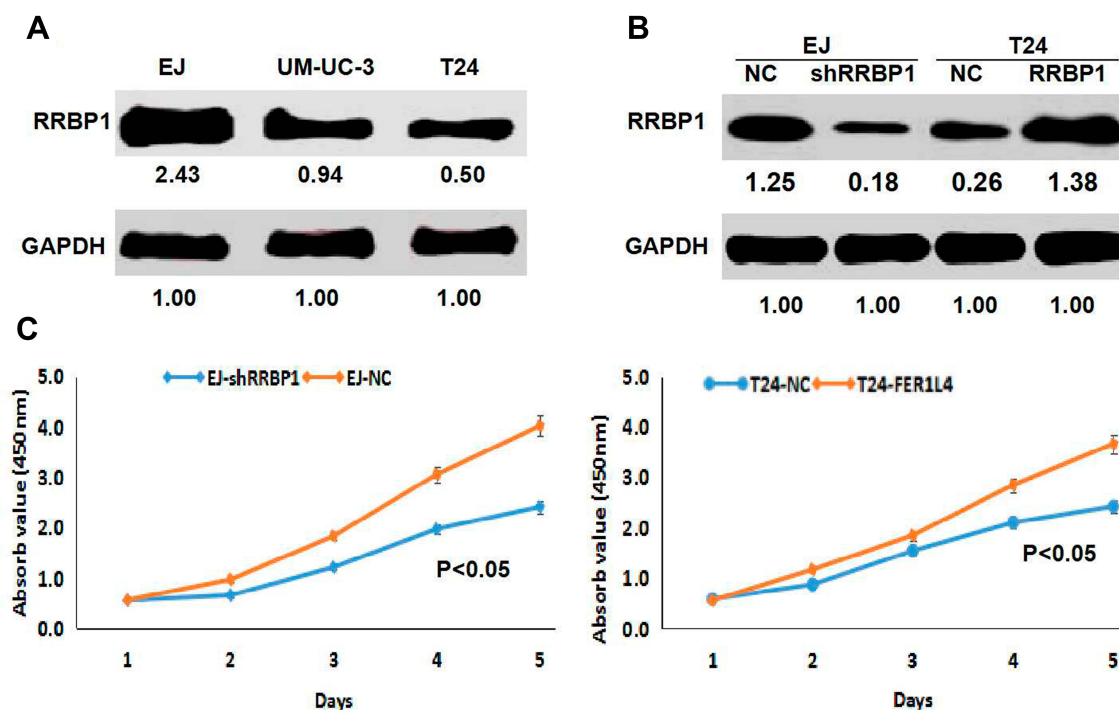 A
EJ UM-UC-3 T24
RRBP1
2.43 0.94 0.50
GAPDH
1.00 1.00 1.00
B
EJ T24
NC shRRBP1 NC RRBP1
RRBP1
1.25 0.18 0.26 1.38
GAPDH
1.00 1.00 1.00 1.00
C
EJ-shRRBP1 EJ-NC
Absorb value (450 nm)
5.0
4.0
3.0
2.0
1.0
0.0
P<0.05
1 2 3 4 5
Days
T24-NC T24-FER1L4
Absorb value (450nm)
5.0
4.0
3.0
2.0
1.0
0.0
P<0.05
1 2 3 4 5
Days